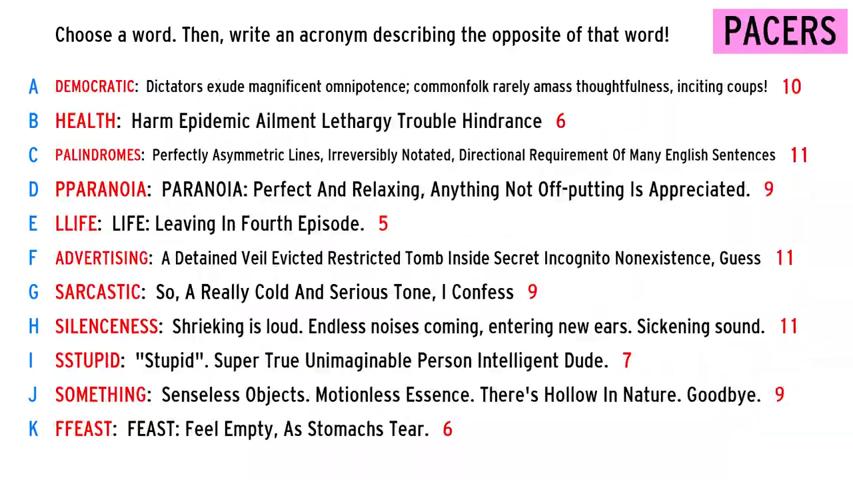 Choose a word. Then, write an acronym describing the opposite of that word!
PACERS
A DEMOCRATIC: Dictators exude magnificent omnipotence; commonfolk rarely amass thoughtfulness, inciting coups! 10
B HEALTH: Harm Epidemic Ailment Lethargy Trouble Hindrance 6
C PALINDROMES: Perfectly Asymmetric Lines, Irreversibly Notated, Directional Requirement Of Many English Sentences 11
D PPARANOIA: PARANOIA: Perfect And Relaxing, Anything Not Off-putting Is Appreciated. 9
E LLIFE: LIFE: Leaving In Fourth Episode. 5
F ADVERTISING: A Detained Veil Evicted Restricted Tomb Inside Secret Incognito Nonexistence, Guess 11
G SARCASTIC: So, A Really Cold And Serious Tone, I Confess 9
H SILENCENESS: Shrieking is loud. Endless noises coming, entering new ears. Sickening sound. 11
I SSTUPID: "Stupid". Super True Unimaginable Person Intelligent Dude. 7
J SOMETHING: Senseless Objects. Motionless Essence. There's Hollow In Nature. Goodbye. 9
K FFEAST: FEAST: Feel Empty, As Stomachs Tear. 6